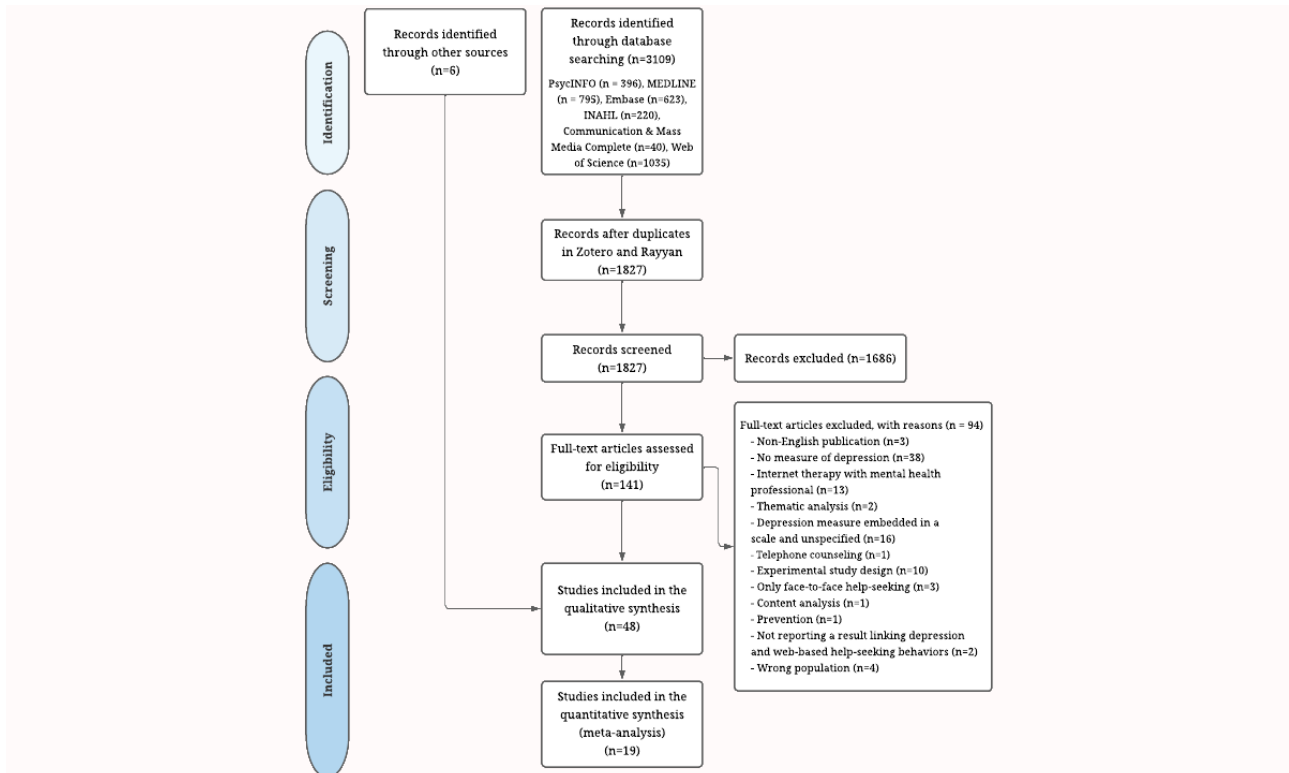 Identification
Records identified
through other sources
(n=6)
Records identified
through database
searching (n=3109)
PsycINFO (n = 396), MEDLINE
(n = 795), Embase (n=623),
INAHL (n=220),
Communication & Mass
Media Complete (n=40), Web
of Science (n=1035)
Screening
Records after duplicates
in Zotero and Rayyan
(n=1827)
Records screened
(n=1827)
Records excluded (n=1686)
Eligibility
Full-text articles assessed
for eligibility
(n=141)
Full-text articles excluded, with reasons (n = 94)
- Non-English publication (n=3)
- No measure of depression (n=38)
- Internet therapy with mental health
professional (n=13)
- Thematic analysis (n=2)
- Depression measure embedded in a
scale and unspecified (n=16)
- Telephone counseling (n=1)
- Experimental study design (n=10)
- Only face-to-face help-seeking (n=3)
- Content analysis (n=1)
- Prevention (n=1)
- Not reporting a result linking depression
and web-based help-seeking behaviors (n=2)
- Wrong population (n=4)
Included
Studies included in the
qualitative synthesis
(n=48)
Studies included in the
quantitative synthesis
(meta-analysis)
(n=19)